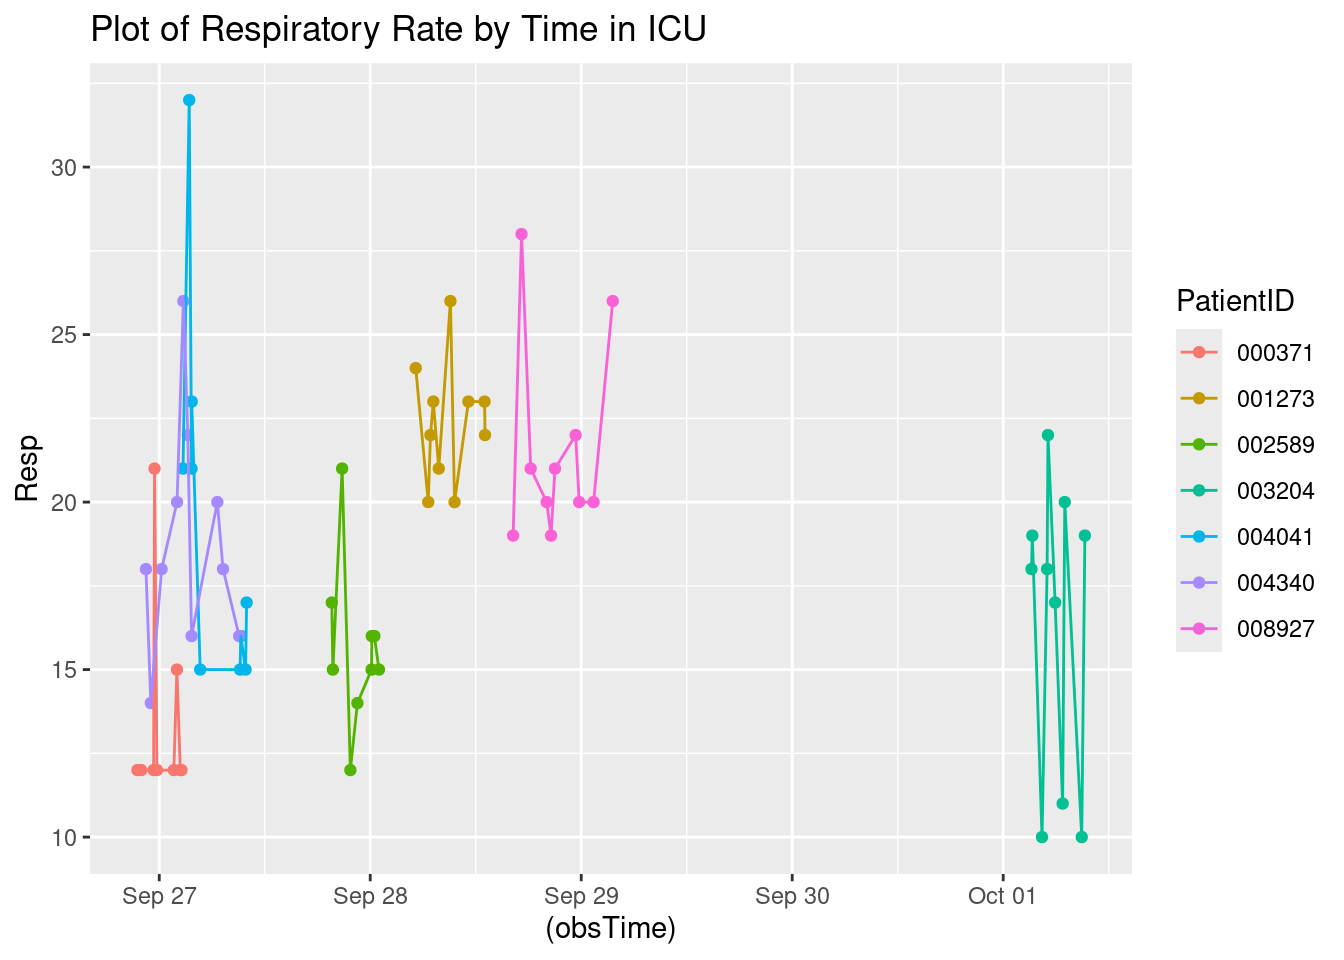 Plot of Respiratory Rate by Time in ICU
30
25
20
15
10
Resp
Sep 27
Sep 28
Sep 29
Sep 30
Oct 01
(obsTime)
PatientID
000371
001273
002589
003204
004041
004340
008927